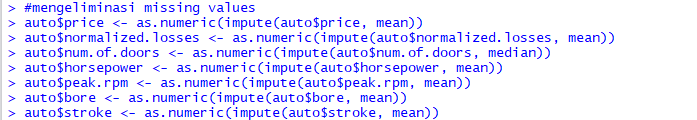 > #mengeliminasi missing values
> auto$price <- as.numeric(impute(auto$price, mean))
> auto$normalized.losses <- as.numeric(impute(auto$normalized.losses, mean))
> auto$num.of.doors <- as.numeric(impute(auto$num.of.doors, median))
> auto$horsepower <- as.numeric(impute(auto$horsepower, mean))
> auto$peak.rpm <- as.numeric(impute(auto$peak.rpm, mean))
> auto$bore <- as.numeric(impute(auto$bore, mean))
> auto$stroke <- as.numeric(impute(auto$stroke, mean))